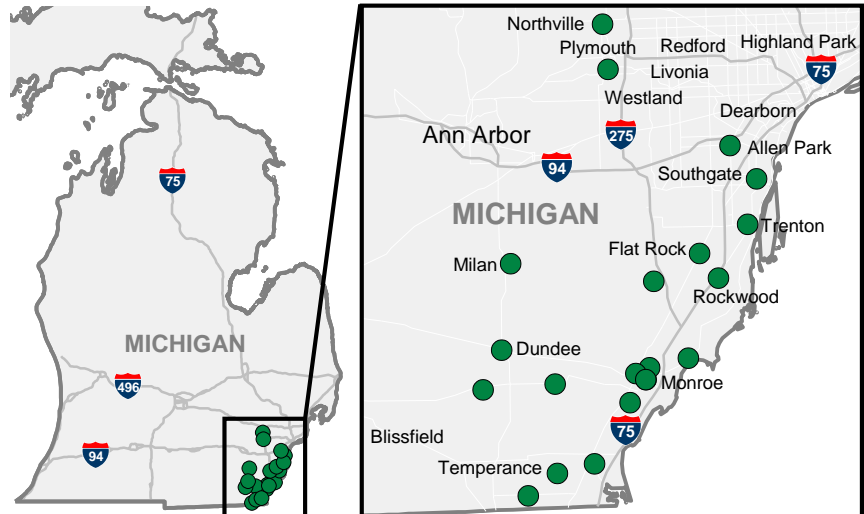 75
MICHIGAN
496
94
Northville
Plymouth
Redford
Highland Park
75
Livonia
Westland
Dearborn
275
Ann Arbor
Allen Park
94
Southgate
MICHIGAN
Trenton
Flat Rock
Milan
Rockwood
Dundee
Monroe
75
Blissfield
Temperance